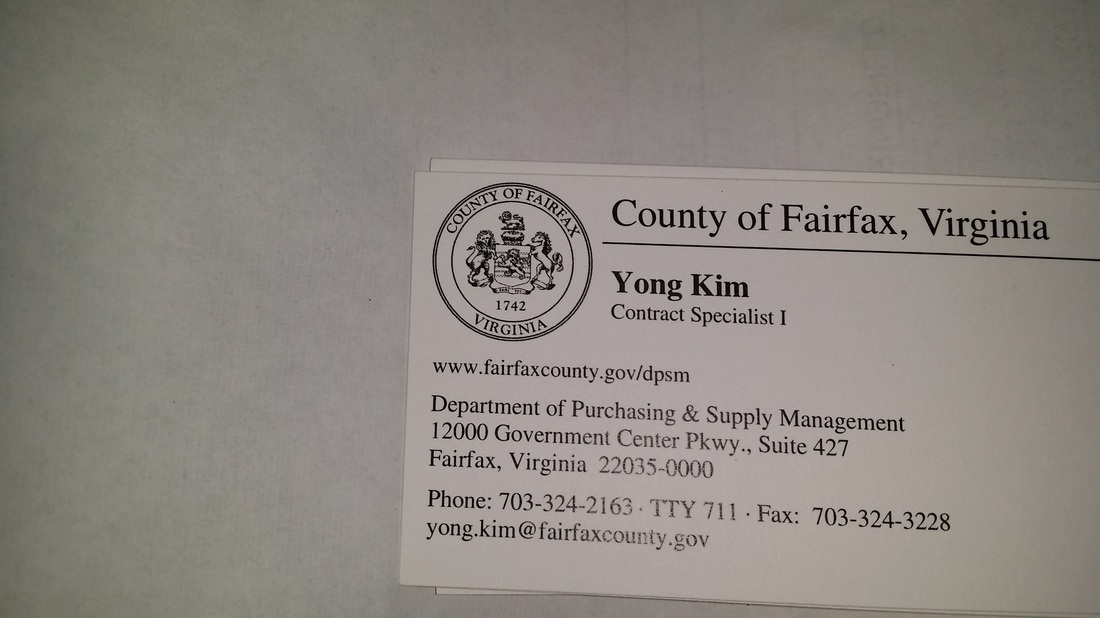 COUNTY OF FAIRFAX
1742
VIRGINIA
County of Fairfax, Virginia
Yong Kim
Contract Specialist I
www.fairfaxcounty.gov/dpsm
Department of Purchasing & Supply Management
12000 Government Center Pkwy., Suite 427
Fairfax, Virginia 22035-0000
Phone: 703-324-2163 · TTY 711 · Fax: 703-324-3228
yong.kim@fairfaxcounty.gov